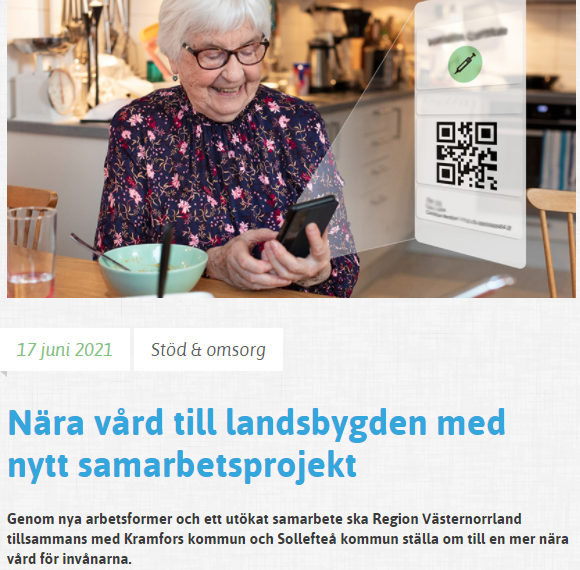 17 juni 2021
Stöd & omsorg
Nära vård till landsbygden med
nytt samarbetsprojekt
Genom nya arbetsformer och ett utökat samarbete ska Region Västernorrland
tillsammans med Kramfors kommun och Sollefteå kommun ställa om till en mer nära
vård för invånarna.